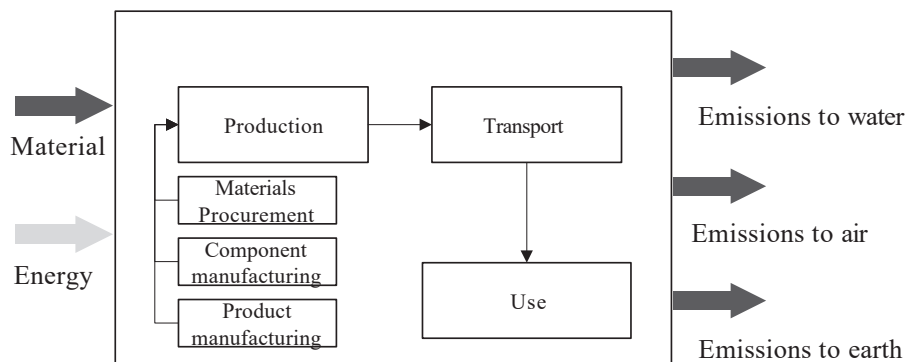 Material
Energy
Production
Transport
Materials
Procurement
Component
manufacturing
Product
manufacturing
Use
Emissions to water
Emissions to air
Emissions to earth